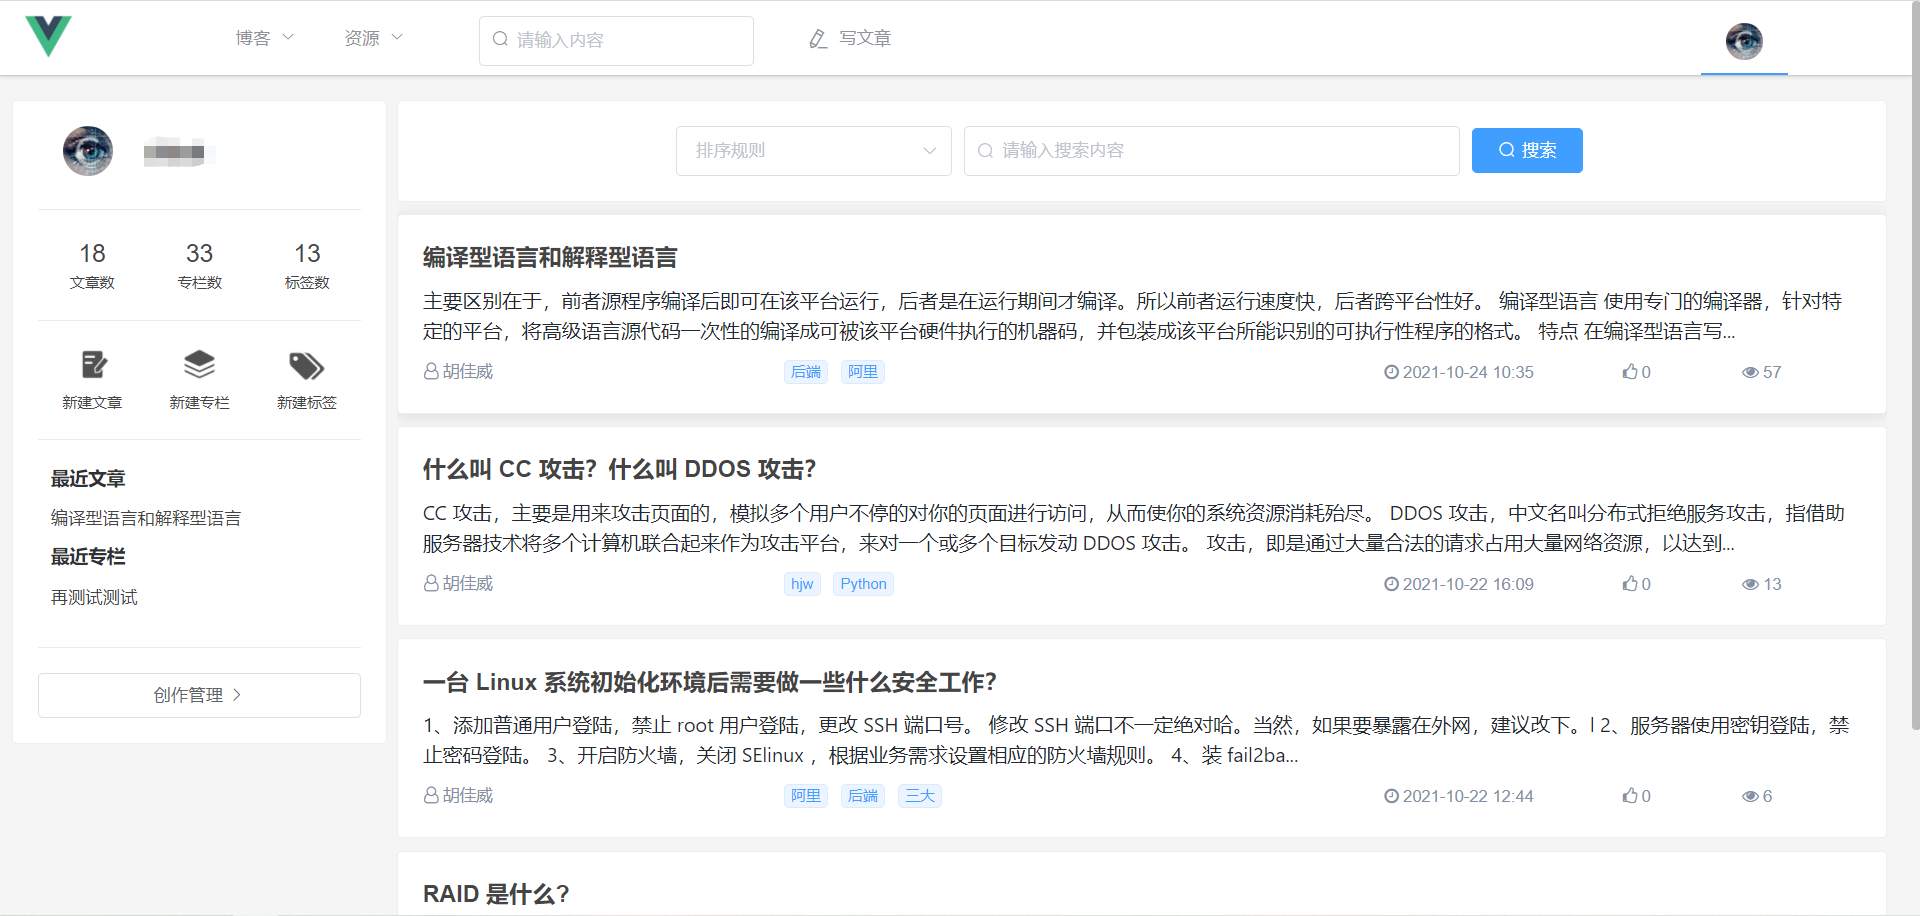 博客
资源
请输入内容
写文章
排序规则
请输入搜索内容
搜索
18
33
13
文章数
专栏数
标签数
新建文章
新建专栏
新建标签
最近文章
编译型语言和解释型语言
最近专栏
再测试测试
创作管理
编译型语言和解释型语言
主要区别在于，前者源程序编译后即可在该平台运行，后者是在运行期间才编译。所以前者运行速度快，后者跨平台性好。 编译型语言 使用专门的编译器，针对特
定的平台，将高级语言源代码一次性的编译成可被该平台硬件执行的机器码，并包装成该平台所能识别的可执行性程序的格式。 特点 在编译型语言写...
胡佳威 后端 阿里 2021-10-24 10:35 0 57
什么叫 CC 攻击？什么叫 DDOS 攻击？
CC 攻击，主要是用来攻击页面的，模拟多个用户不停的对你的页面进行访问，从而使你的系统资源消耗殆尽。 DDOS 攻击，中文名叫分布式拒绝服务攻击，指借助
服务器技术将多个计算机联合起来作为攻击平台，来对一个或多个目标发动 DDOS 攻击。 攻击，即是通过大量合法的请求占用大量网络资源，以达到...
胡佳威 hjw Python 2021-10-22 16:09 0 13
一台 Linux 系统初始化环境后需要做一些什么安全工作？
1、添加普通用户登陆，禁止 root 用户登陆，更改 SSH 端口号。 修改 SSH 端口不一定绝对哈。当然，如果要暴露在外网，建议改下。l 2、服务器使用密钥登陆，禁
止密码登陆。 3、开启防火墙，关闭 SElinux ，根据业务需求设置相应的防火墙规则。 4、装 fail2ba...
胡佳威 阿里 后端 三大 2021-10-22 12:44 0 6
RAID 是什么?